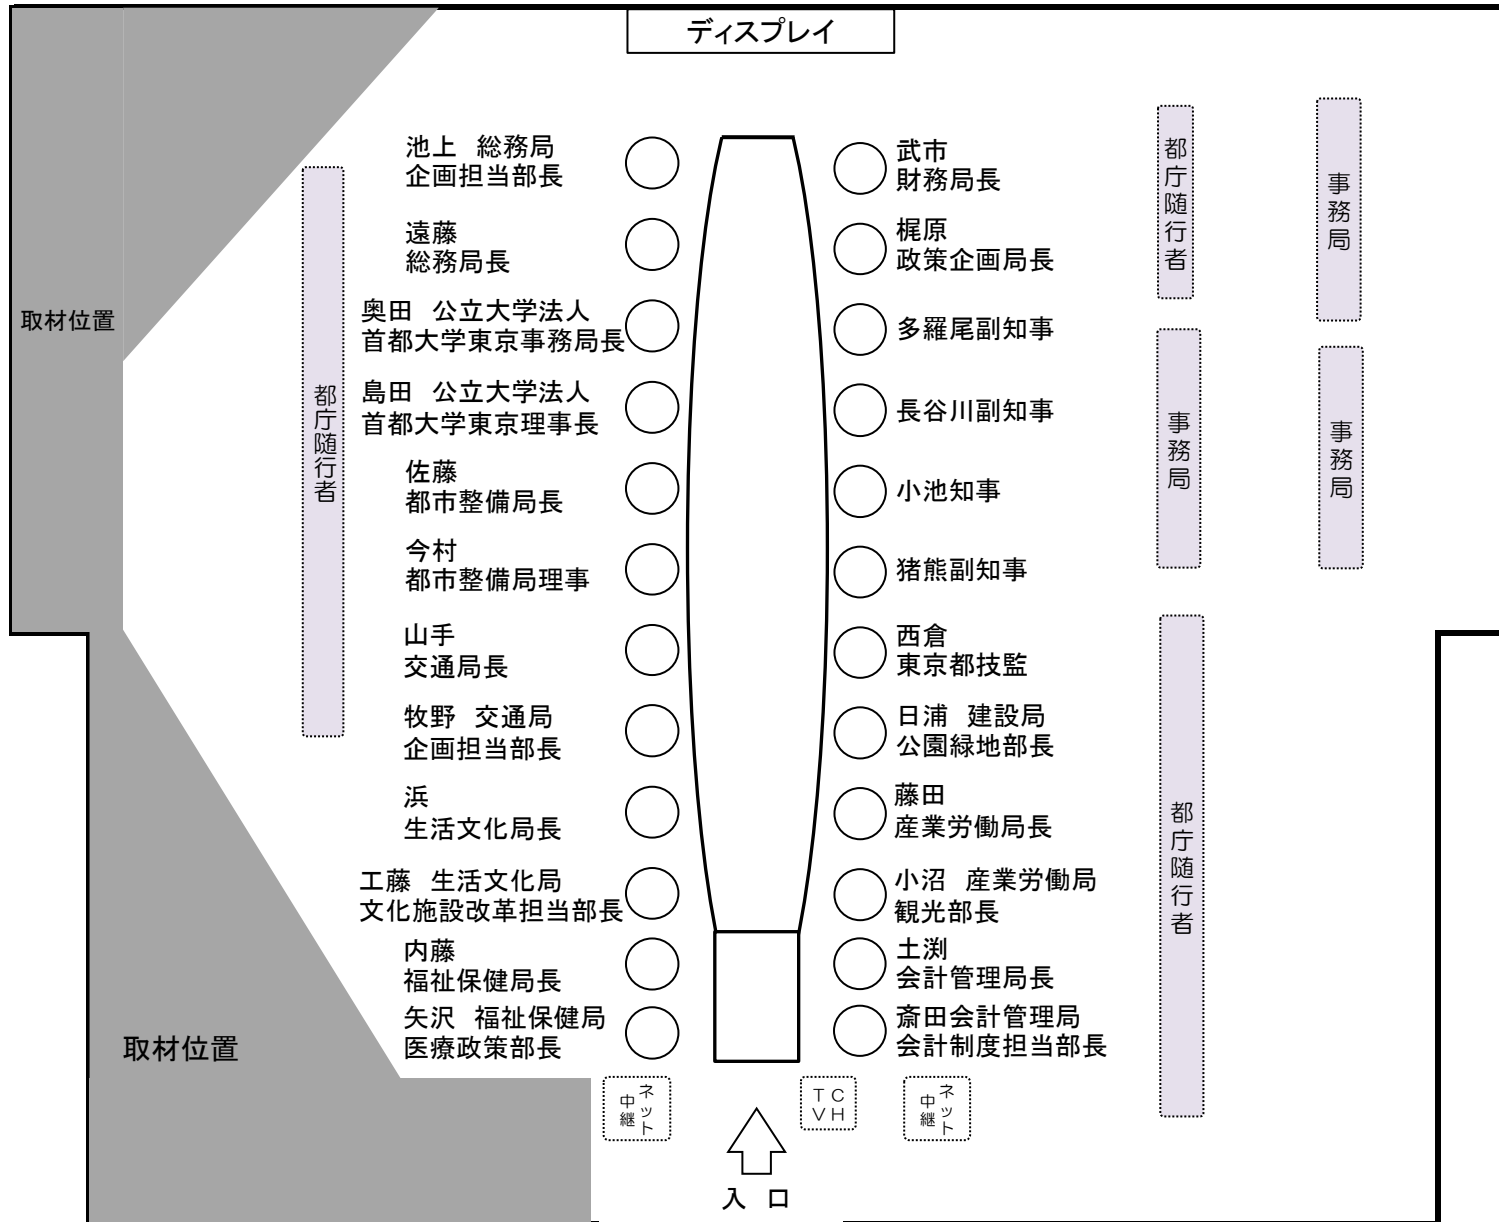 ディスプレイ
取材位置
都庁随行者
池上 総務局
企画担当部長
遠藤
総務局長
奥田 公立大学法人
首都大学東京事務局長
島田 公立大学法人
首都大学東京理事長
佐藤
都市整備局長
今村
都市整備局理事
山手
交通局長
牧野 交通局
企画担当部長
浜
生活文化局長
工藤 生活文化局
文化施設改革担当部長
内藤
福祉保健局長
矢沢 福祉保健局
医療政策部長
武市
財務局長
梶原
政策企画局長
多羅尾副知事
長谷川副知事
小池知事
猪熊副知事
西倉
東京都技監
日浦 建設局
公園緑地部長
藤田
産業労働局長
小沼 産業労働局
観光部長
土渕
会計管理局長
斎田会計管理局
会計制度担当部長
都庁随行者
事務局
事務局
事務局
都庁随行者
取材位置
ネット
中継
TC
VH
ネット
中継
入 口